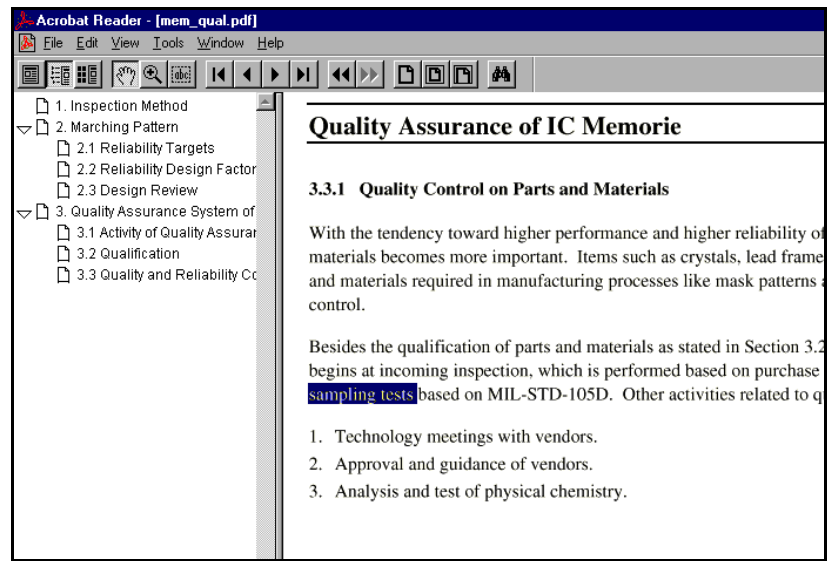 Acrobat Reader - [mem_qual.pdf]
File Edit View Tools Window Help
abc
1. Inspection Method
2. Marching Pattern
2.1 Reliability Targets
2.2 Reliability Design Factor
2.3 Design Review
3. Quality Assurance System of
3.1 Activity of Quality Assurar
3.2 Qualification
3.3 Quality and Reliability Co
Quality Assurance of IC Memorie
3.3.1 Quality Control on Parts and Materials
With the tendency toward higher performance and higher reliability of
materials becomes more important. Items such as crystals, lead frame
and materials required in manufacturing processes like mask patterns a
control.
Besides the qualification of parts and materials as stated in Section 3.2
begins at incoming inspection, which is performed based on purchase
sampling tests based on MIL-STD-105D. Other activities related to q
1. Technology meetings with vendors.
2. Approval and guidance of vendors.
3. Analysis and test of physical chemistry.